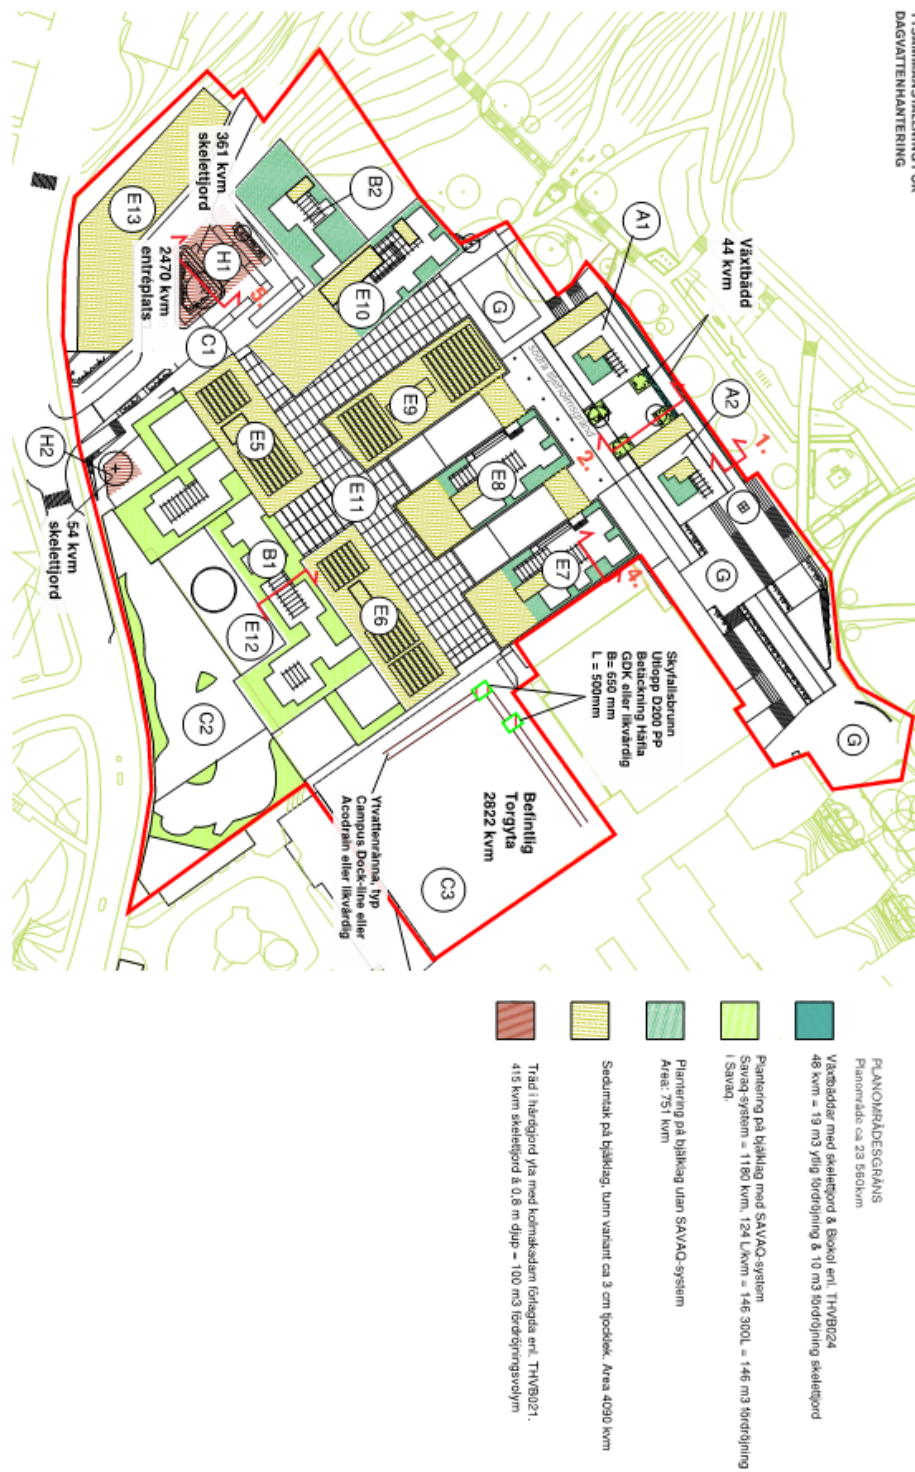 DAGVATTENHANTERING
Växtbädd
44 kvm
A1
A2
1.
2.
4.
5.
B2
361 kvm
skelettjord
E13
H1
2470 kvm
entréplats
E10
G
C1
E9
E5
E8
E11
E7
G
G
H2
54 kvm
skelettjord
B1
E6
E12
C2
Skyfallsbrunn
Utlopp D200 PP
Betäckning Häfla
GDK eller likvärdig
B= 650 mm
L = 500mm
Befintlig
Torgyta
2822 kvm
C3
Ytvattenränna, typ
Campus Dock-line eller
Acodrain eller likvärdig
PLANOMRÅDESGRÄNS
Planområde ca 23 560kvm
Växtbäddar med skelettjord & Biokol enl. THVB024
48 kvm = 19 m3 ytlig fördröjning & 10 m3 fördröjning skelettjord
Plantering på bjälklag med SAVAQ-system
Savaq-system = 1180 kvm, 124 L/kvm = 146 300L = 146 m3 fördröjning
i Savaq.
Plantering på bjälklag utan SAVAQ-system
Area: 751 kvm
Sedumtak på bjälklag, tunn variant ca 3 cm tjocklek. Area 4090 kvm
Träd i hårdgjord yta med kolmakadam förlagda enl. THVB021.
415 kvm skelettjord á 0,8 m djup = 100 m3 fördröjningsvolym